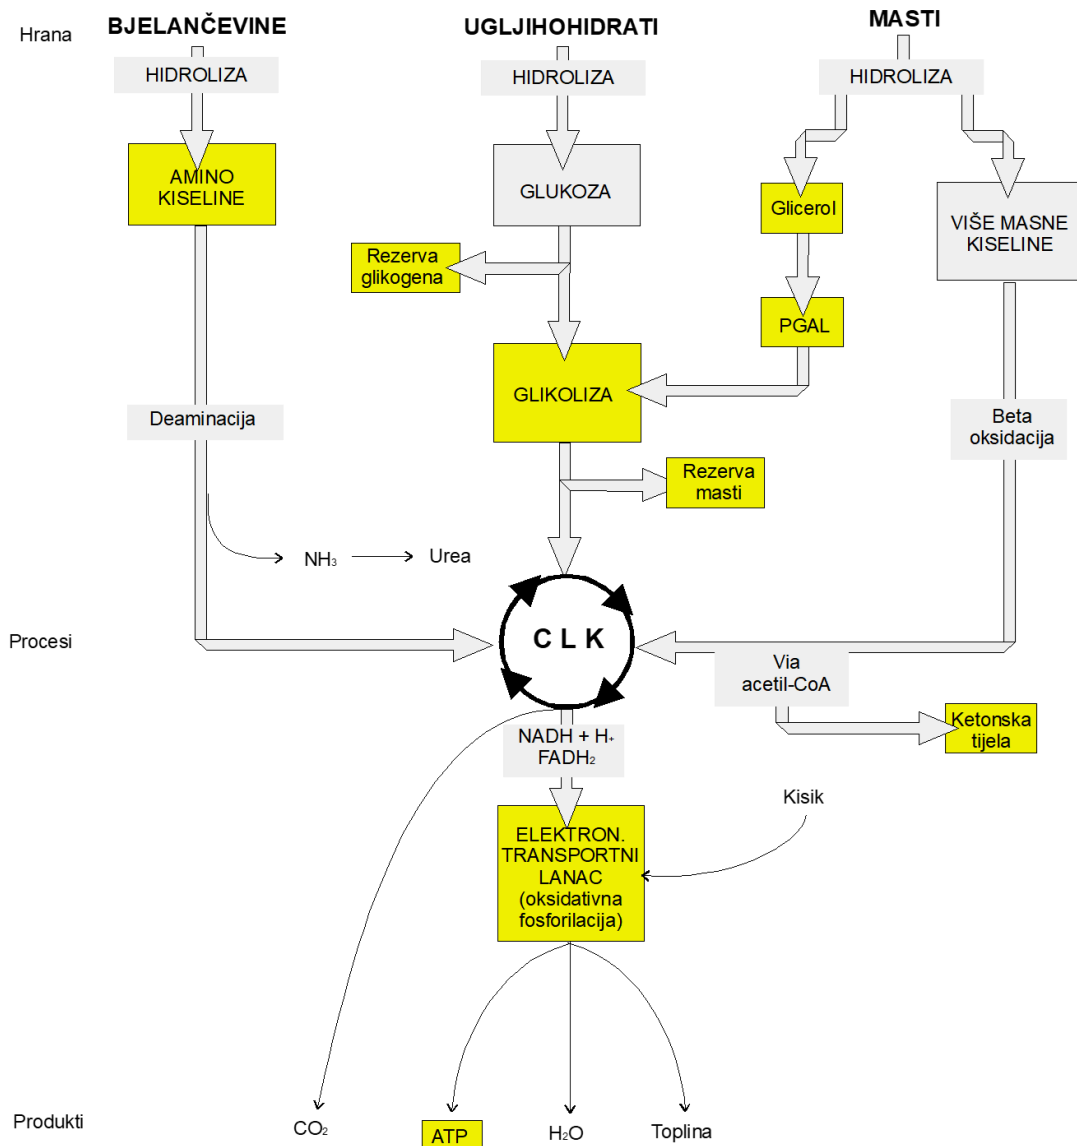 Hrana
BJELANČEVINE
UGLJIHOHIDRATI
MASTI
HIDROLIZA
HIDROLIZA
HIDROLIZA
AMINO
KISELINE
GLUKOZA
Glicerol
VIŠE MASNE
KISELINE
Rezerva
glikogena
PGAL
GLIKOLIZA
Deaminacija
Beta
oksidacija
Rezerva
masti
NH₃
Urea
Procesi
C L K
Via
acetil-CoA
NADH + H+
FADH₂
Ketonska
tijela
Kisik
ELEKTRON.
TRANSPORTNI
LANAC
(oksidativna
fosforilacija)
Produkti
CO₂
ATP
H₂O
Toplina